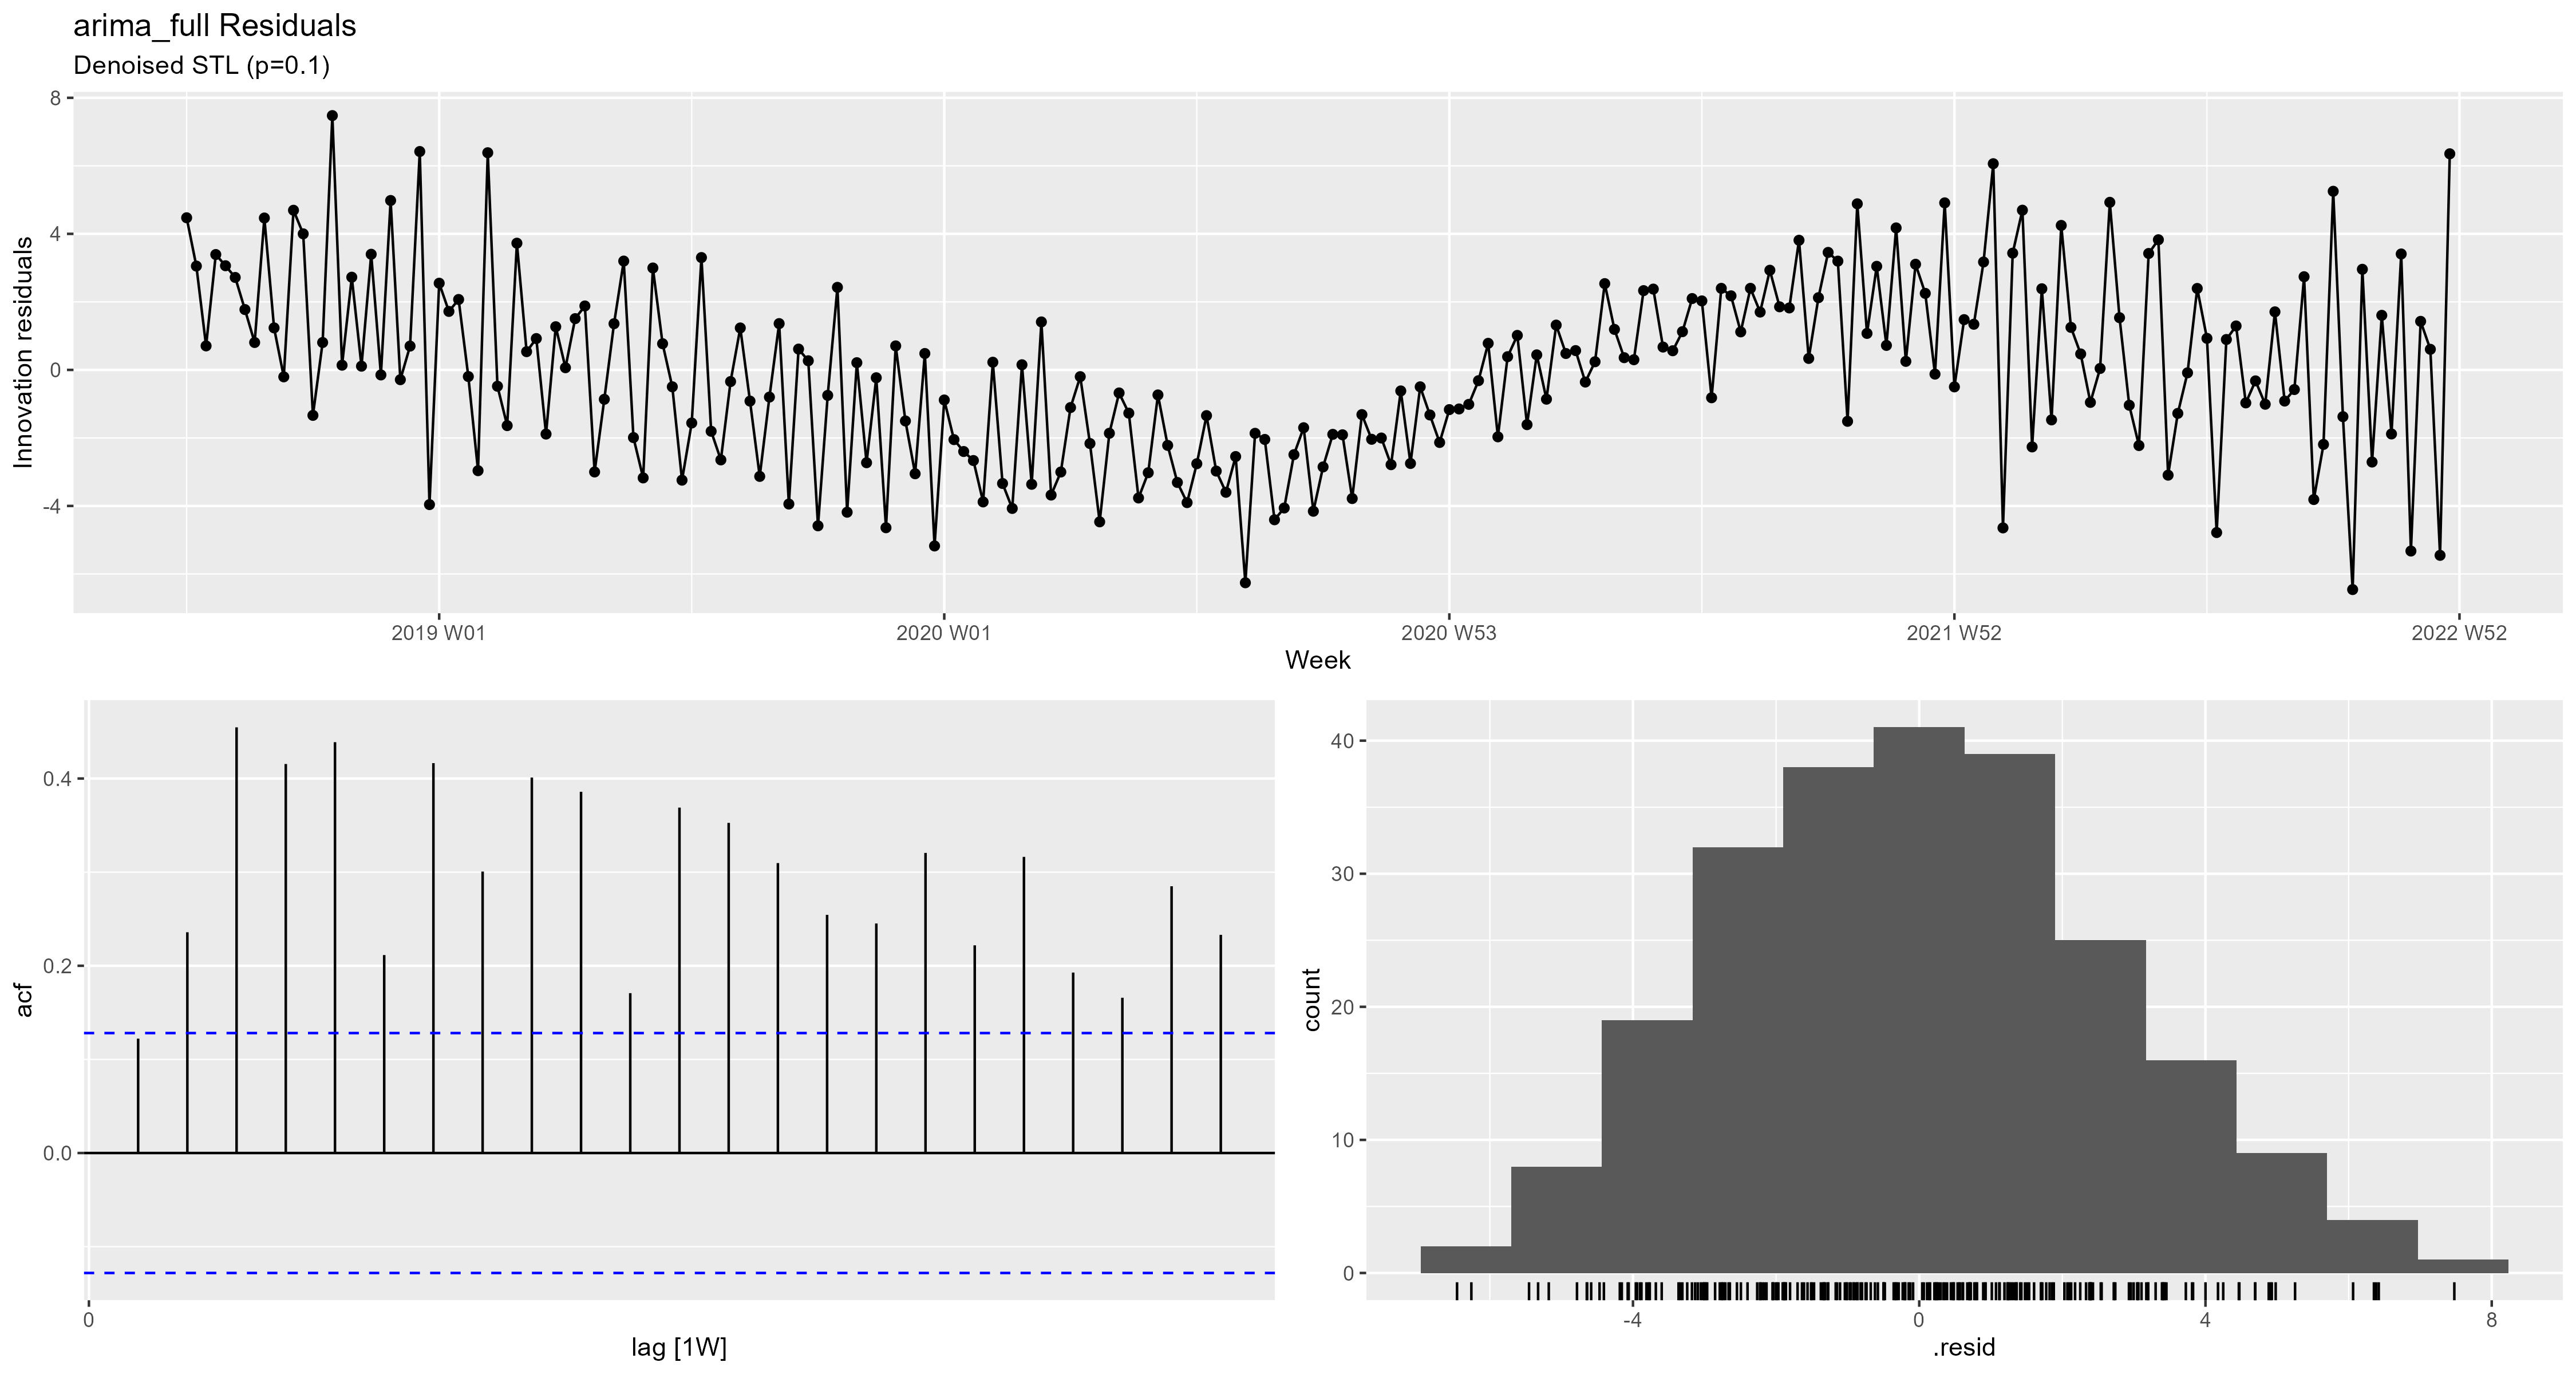 arima_full Residuals
Denoised STL (p=0.1)
8
4
0
-4
Innovation residuals
2019 W01
2020 W01
2020 W53
2021 W52
2022 W52
Week
0.4
0.2
0.0
acf
0
lag [1W]
40
30
20
10
0
count
-4
0
4
8
.resid